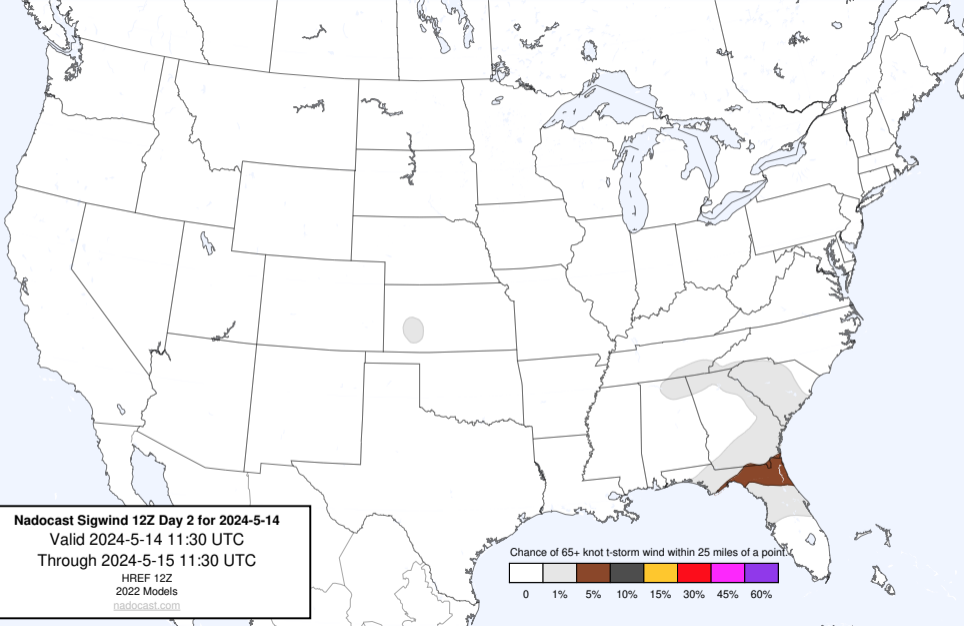 Nadocast Sigwind 12Z Day 2 for 2024-5-14
Valid 2024-5-14 11:30 UTC
Through 2024-5-15 11:30 UTC
HREF 12Z
2022 Models
nadocast.com
Chance of 65+ knot t-storm wind within 25 miles of a point.
0 1% 5% 10% 15% 30% 45% 60%